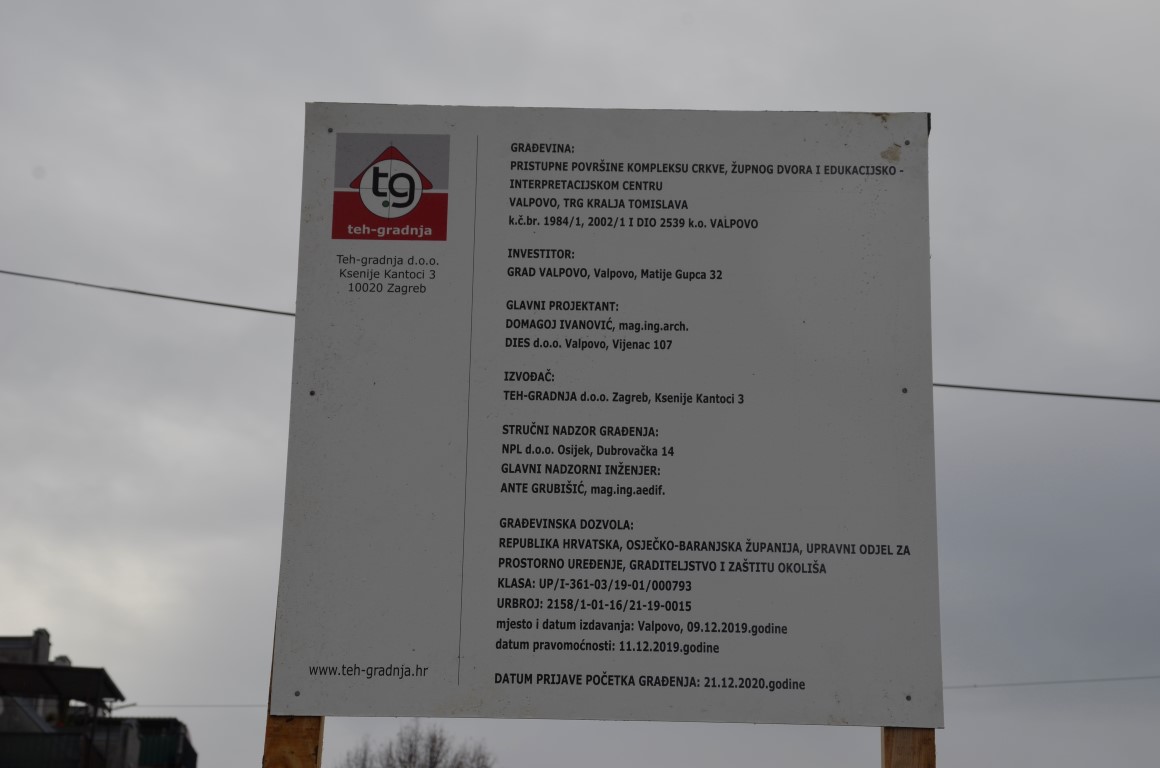 tg
teh-gradnja
Teh-gradnja d.o.o.
Ksenije Kantoci 3
10020 Zagreb
www.teh-gradnja.hr
GRAĐEVINA:
PRISTUPNE POVRŠINE KOMPLEKSU CRKVE, ŽUPNOG DVORA I EDUKACIJSKO -
INTERPRETACIJSKOM CENTRU
VALPOVO, TRG KRALJA TOMISLAVA
k.č.br. 1984/1, 2002/1 I DIO 2539 k.o. VALPOVO
INVESTITOR:
GRAD VALPOVO, Valpovo, Matije Gupca 32
GLAVNI PROJEKTANT:
DOMAGOJ IVANOVIĆ, mag.ing.arch.
DIES d.o.o. Valpovo, Vijenac 107
IZVOĐAČ:
TEH-GRADNJA d.o.o. Zagreb, Ksenije Kantoci 3
STRUČNI NADZOR GRAĐENJA:
NPL d.o.o. Osijek, Dubrovačka 14
GLAVNI NADZORNI INŽENJER:
ANTE GRUBIŠIĆ, mag.ing.aedif.
GRAĐEVINSKA DOZVOLA:
REPUBLIKA HRVATSKA, OSJEČKO-BARANJSKA ŽUPANIJA, UPRAVNI ODJEL ZA
PROSTORNO UREĐENJE, GRADITELJSTVO I ZAŠTITU OKOLIŠA
KLASA: UP/I-361-03/19-01/000793
URBROJ: 2158/1-01-16/21-19-0015
mjesto i datum izdavanja: Valpovo, 09.12.2019.godine
datum pravomoćnosti: 11.12.2019.godine
DATUM PRIJAVE POČETKA GRAĐENJA: 21.12.2020.godine